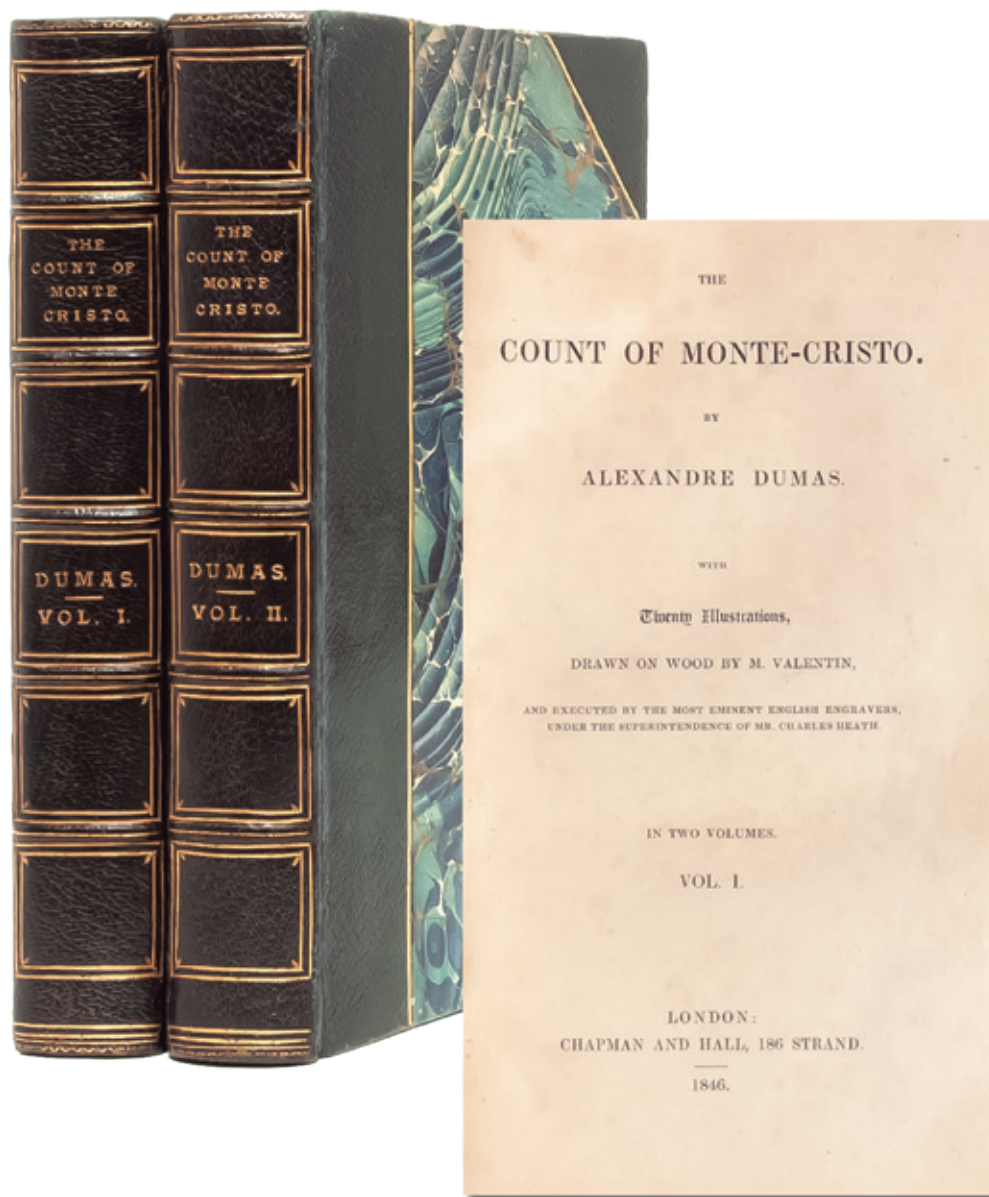 THE
COUNT OF
MONTE
CRISTO.
DUMAS.
VOL. I.
THE
COUNT OF
MONTE
CRISTO.
DUMAS.
VOL. II.
THE
COUNT OF MONTE-CRISTO.
BY
ALEXANDRE DUMAS.
WITH
Twenty Illustrations,
DRAWN ON WOOD BY M. VALENTIN,
AND EXECUTED BY THE MOST EMINENT ENGLISH ENGRAVERS,
UNDER THE SUPERINTENDENCE OF MR. CHARLES HEATH.
IN TWO VOLUMES.
VOL. I.
LONDON:
CHAPMAN AND HALL, 186 STRAND.
1846.